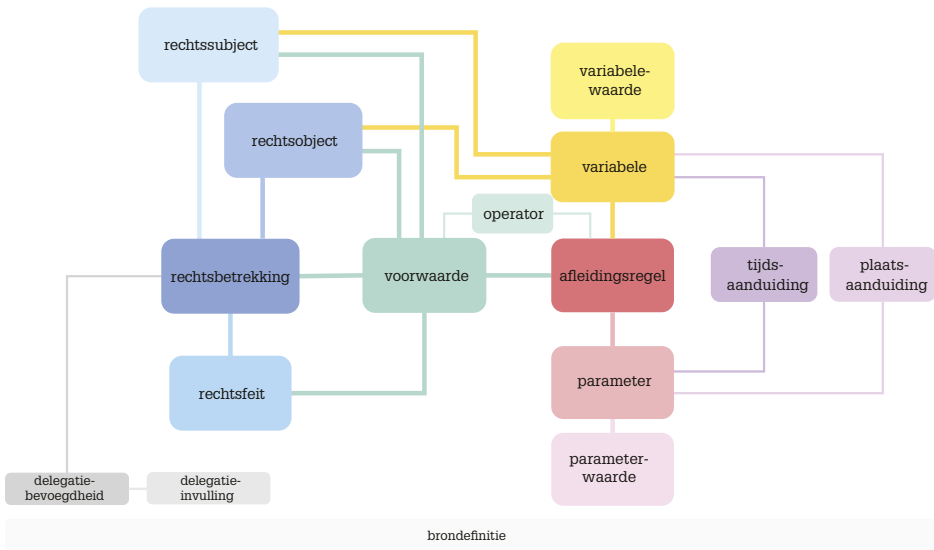 rechtssubject
variabele-
waarde
rechtsobject
variabele
operator
rechtsbetrekking
voorwaarde
afleidingsregel
tijds-
aanduiding
plaats-
aanduiding
rechtsfeit
parameter
parameter-
waarde
delegatie-
bevoegdheid
delegatie-
invulling
brondefinitie